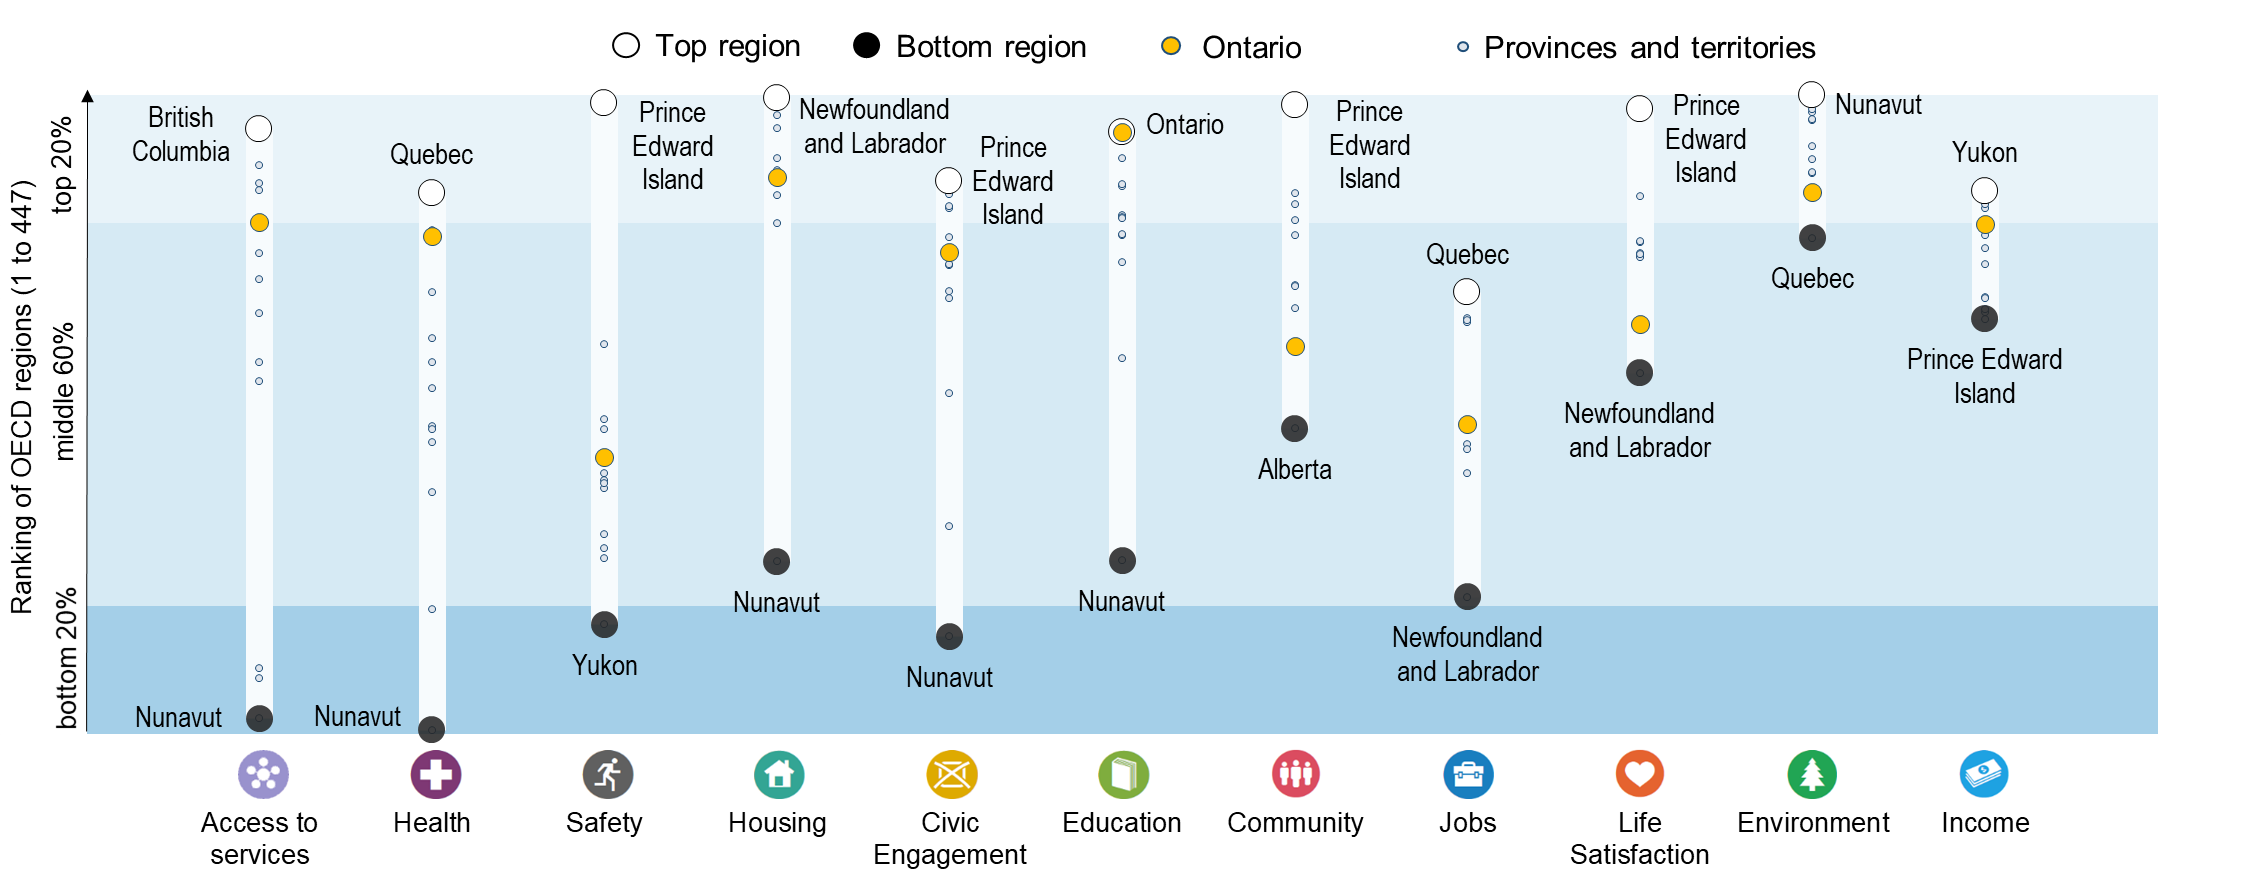 Top region
Bottom region
Ontario
Provinces and territories
Ranking of OECD regions (1 to 447)
top 20%
middle 60%
bottom 20%
British
Columbia
Nunavut
Quebec
Nunavut
Prince
Edward
Island
Yukon
Newfoundland
and Labrador
Nunavut
Prince
Edward
Island
Nunavut
Ontario
Nunavut
Prince
Edward
Island
Alberta
Quebec
Newfoundland
and Labrador
Prince
Edward
Island
Newfoundland
and Labrador
Nunavut
Quebec
Yukon
Prince Edward
Island
Access to
services
Health
Safety
Housing
Civic
Engagement
Education
Community
Jobs
Life
Satisfaction
Environment
Income